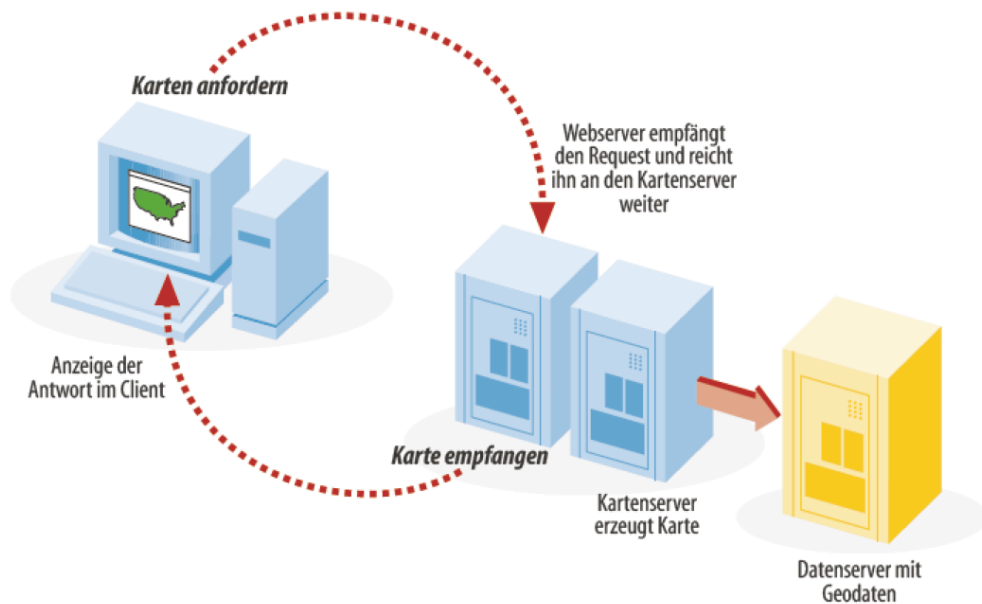 Karten anfordern
Webserver empfängt
den Request und reicht
ihn an den Kartenserver
weiter
Anzeige der
Antwort im Client
Karte empfangen
Kartenserver
erzeugt Karte
Datenserver mit
Geodaten